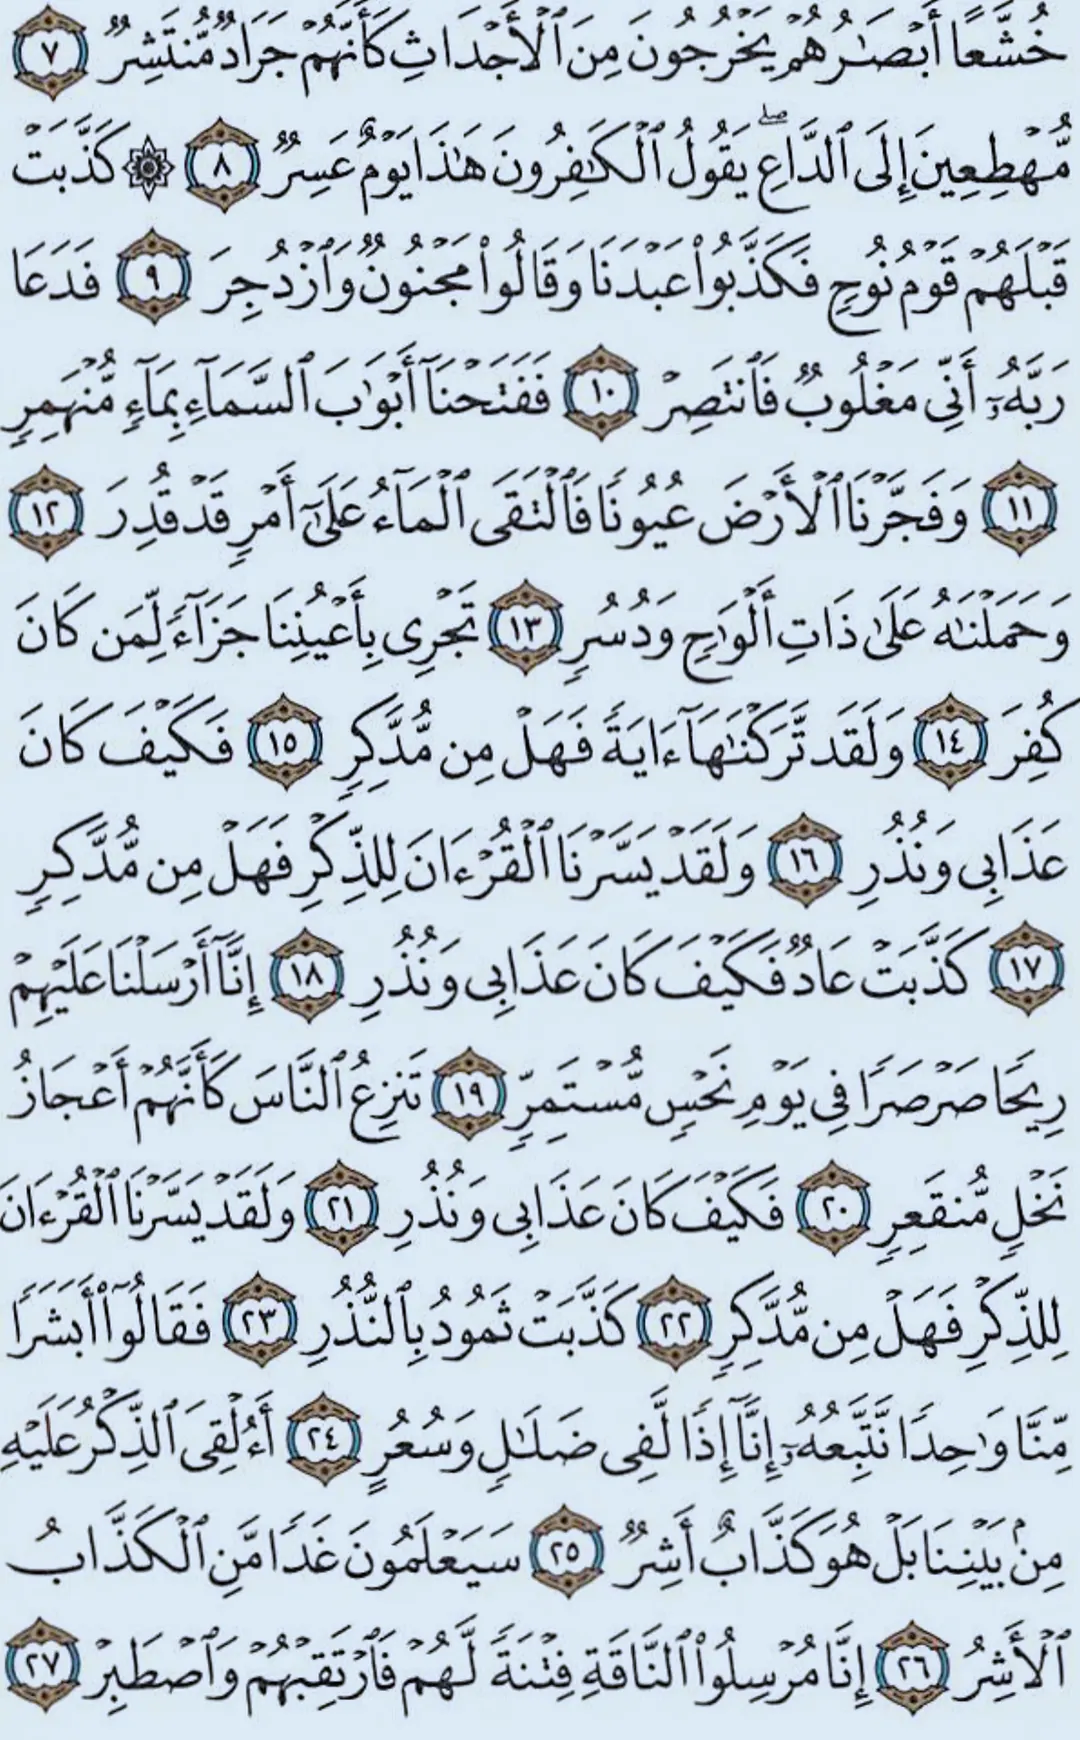 خُشَّعًا أَبْصَٰرُهُمْ يَخْرُجُونَ مِنَ ٱلْأَجْدَاثِ كَأَنَّهُمْ جَرَادٌ مُّنتَشِرٌ ٧
مُّهْطِعِينَ إِلَى ٱلدَّاعِ ۖ يَقُولُ ٱلْكَٰفِرُونَ هَٰذَا يَوْمٌ عَسِرٌ ٨ ۞ كَذَّبَتْ
قَبْلَهُمْ قَوْمُ نُوحٍ فَكَذَّبُوا۟ عَبْدَنَا وَقَالُوا۟ مَجْنُونٌ وَٱزْدُجِرَ ٩ فَدَعَا
رَبَّهُۥٓ أَنِّى مَغْلُوبٌ فَٱنتَصِرْ ١٠ فَفَتَحْنَآ أَبْوَٰبَ ٱلسَّمَآءِ بِمَآءٍ مُّنْهَمِرٍ
١١ وَفَجَّرْنَا ٱلْأَرْضَ عُيُونًا فَٱلْتَقَى ٱلْمَآءُ عَلَىٰٓ أَمْرٍ قَدْ قُدِرَ ١٢
وَحَمَلْنَٰهُ عَلَىٰ ذَاتِ أَلْوَٰحٍ وَدُسُرٍ ١٣ تَجْرِى بِأَعْيُنِنَا جَزَآءً لِّمَن كَانَ
كُفِرَ ١٤ وَلَقَد تَّرَكْنَٰهَآ ءَايَةً فَهَلْ مِن مُّدَّكِرٍ ١٥ فَكَيْفَ كَانَ
عَذَابِى وَنُذُرِ ١٦ وَلَقَدْ يَسَّرْنَا ٱلْقُرْءَانَ لِلذِّكْرِ فَهَلْ مِن مُّدَّكِرٍ
١٧ كَذَّبَتْ عَادٌ فَكَيْفَ كَانَ عَذَابِى وَنُذُرِ ١٨ إِنَّآ أَرْسَلْنَا عَلَيْهِمْ
رِيحًا صَرْصَرًا فِى يَوْمِ نَحْسٍ مُّسْتَمِرٍّ ١٩ تَنزِعُ ٱلنَّاسَ كَأَنَّهُمْ أَعْجَازُ
نَخْلٍ مُّنقَعِرٍ ٢٠ فَكَيْفَ كَانَ عَذَابِى وَنُذُرِ ٢١ وَلَقَدْ يَسَّرْنَا ٱلْقُرْءَانَ
لِلذِّكْرِ فَهَلْ مِن مُّدَّكِرٍ ٢٢ كَذَّبَتْ ثَمُودُ بِٱلنُّذُرِ ٢٣ فَقَالُوٓا۟ أَبَشَرًا
مِّنَّا وَٰحِدًا نَّتَّبِعُهُۥٓ إِنَّآ إِذًا لَّفِى ضَلَٰلٍ وَسُعُرٍ ٢٤ أَءُلْقِىَ ٱلذِّكْرُ عَلَيْهِ
مِنۢ بَيْنِنَا بَلْ هُوَ كَذَّابٌ أَشِرٌ ٢٥ سَيَعْلَمُونَ غَدًا مَّنِ ٱلْكَذَّابُ
ٱلْأَشِرُ ٢٦ إِنَّا مُرْسِلُوا۟ ٱلنَّاقَةِ فِتْنَةً لَّهُمْ فَٱرْتَقِبْهُمْ وَٱصْطَبِرْ ٢٧